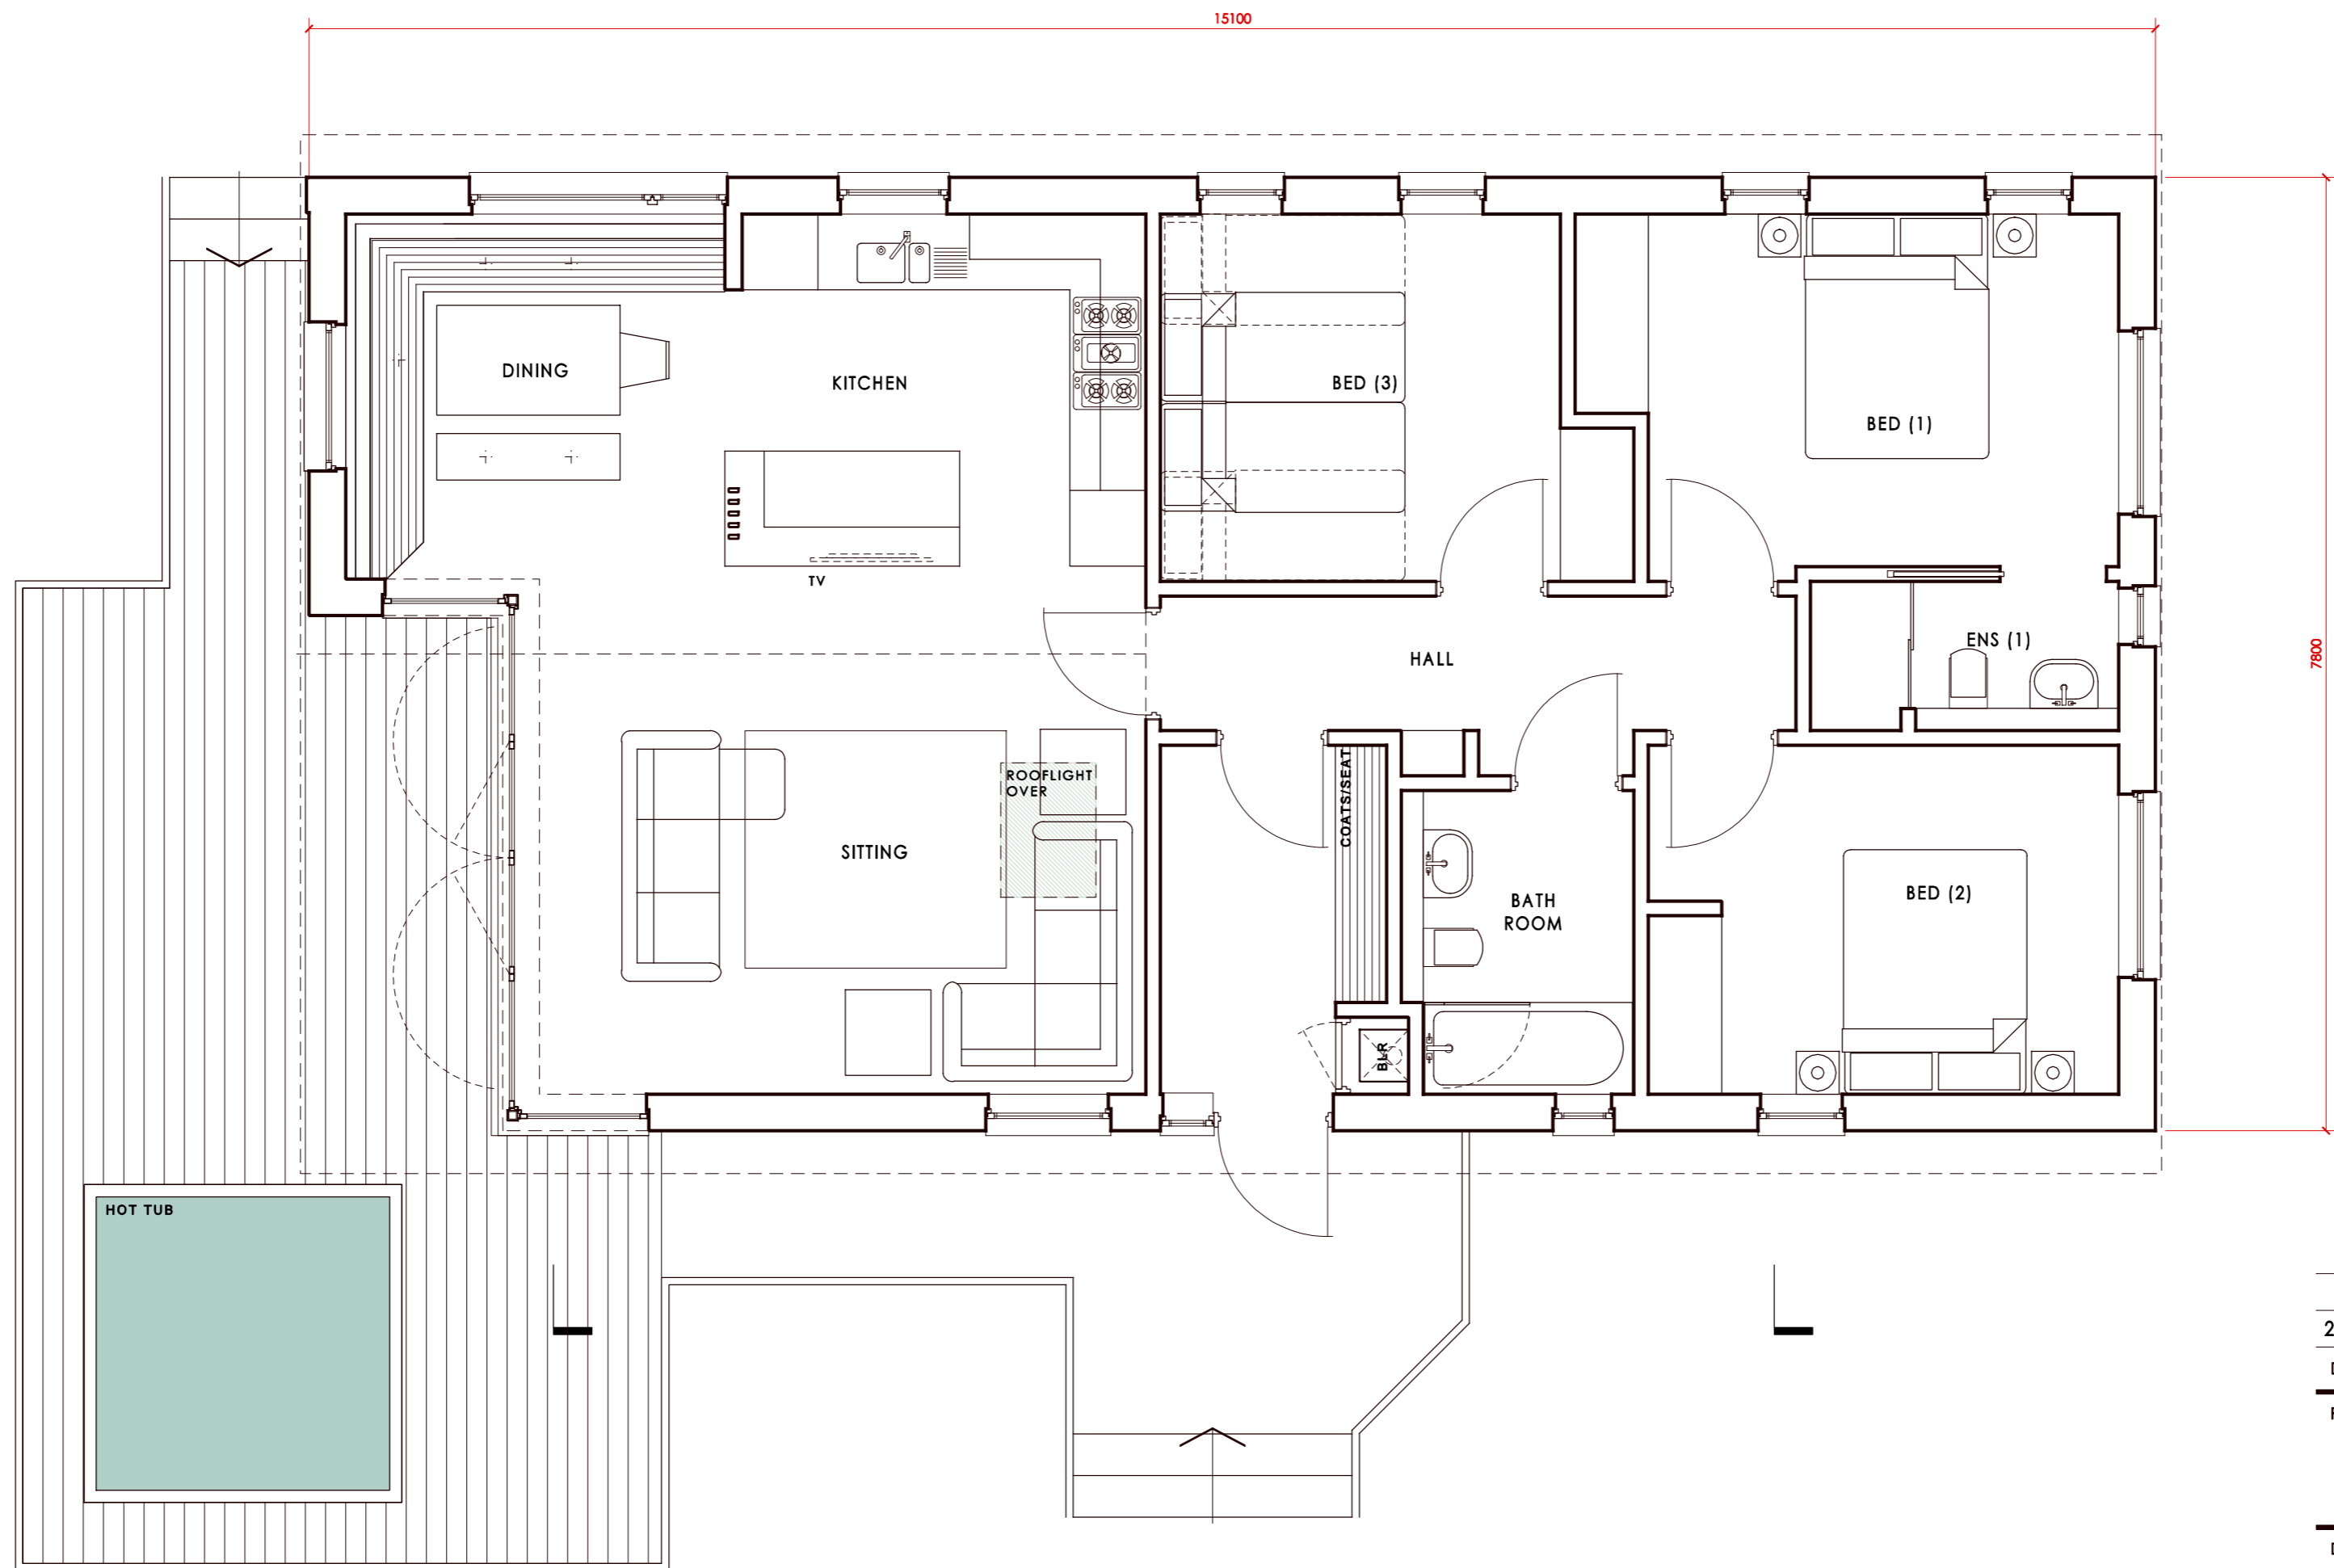 15100
DINING
KITCHEN
BED (3)
BED (1)
TV
ENS (1)
HALL
7800
ROOFLIGHT
OVER
COATS/SEAT
SITTING
BED (2)
BATH
ROOM
BLR
HOT TUB
2